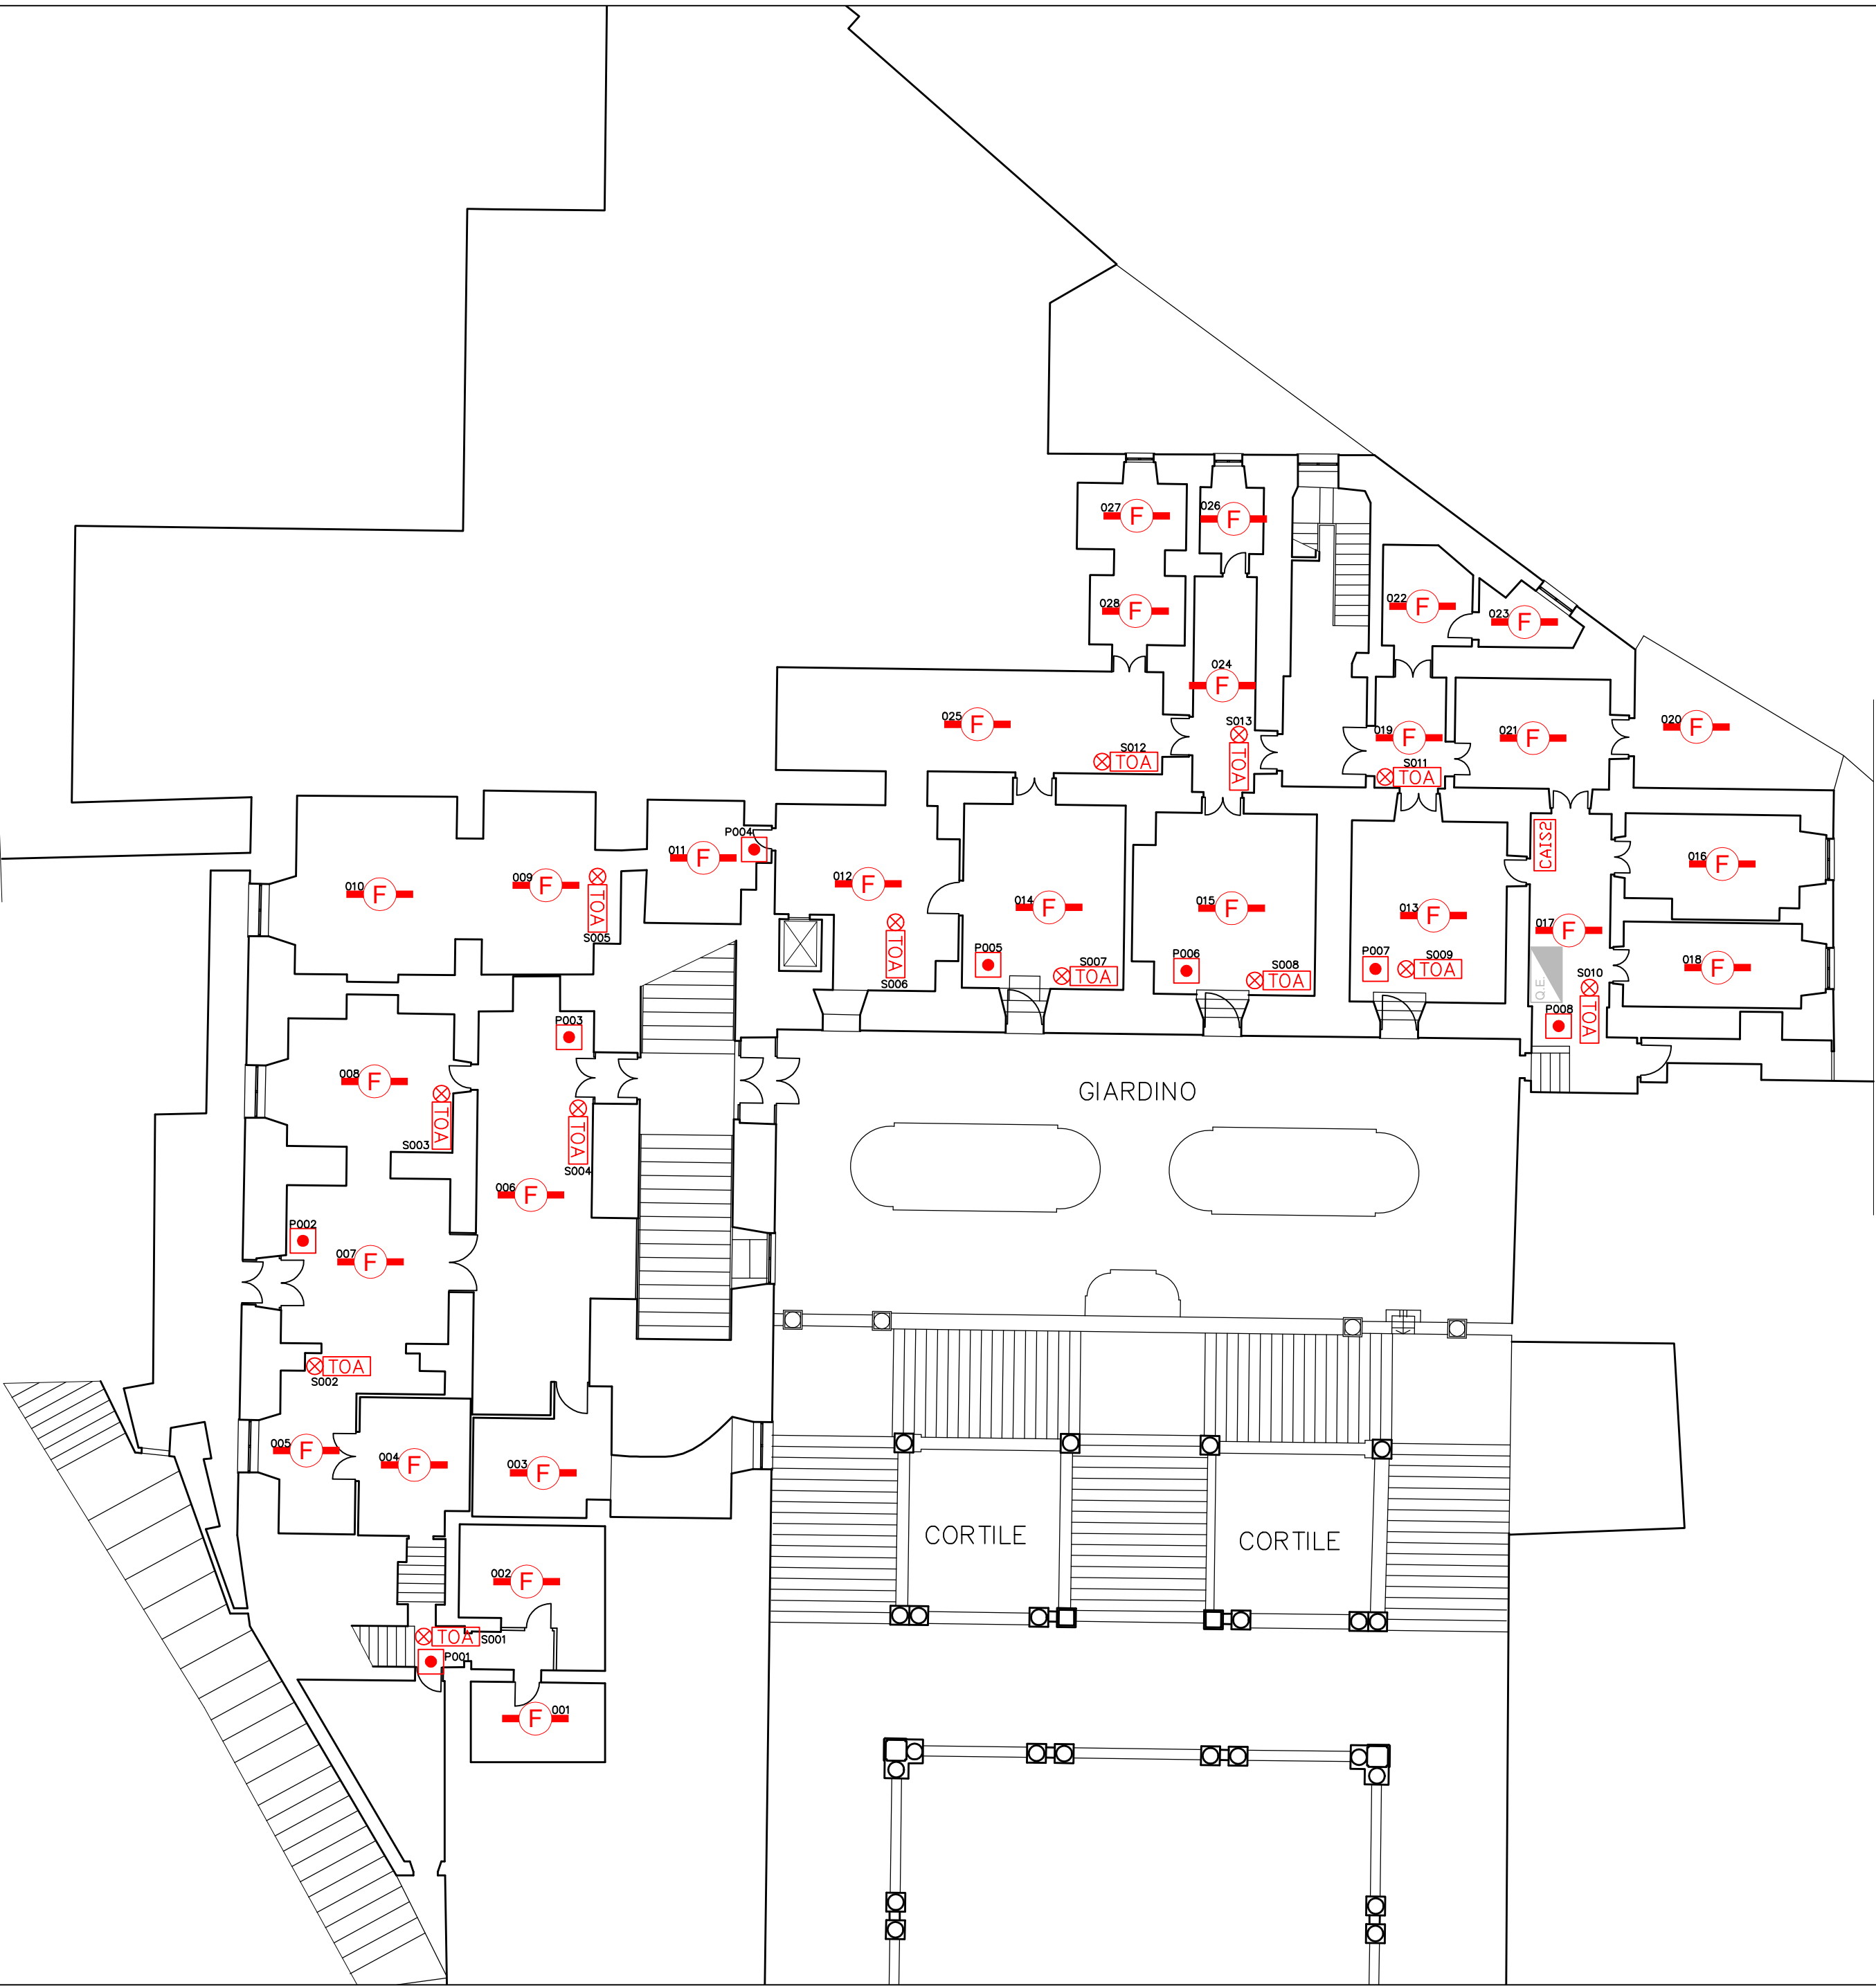 027
F
026
F
028
F
022
F
023
F
024
F
025
F
S013
TOA
S012
TOA
019
F
S011
TOA
021
F
020
F
P004
011
F
012
F
TOA
S006
010
F
009
F
TOA
S005
014
F
P005
S007
TOA
015
F
P006
S008
TOA
013
F
P007
S009
TOA
CAIS2
016
F
017
F
018
F
QE
S010
TOA
P008
P003
008
F
TOA
S003
TOA
S004
006
F
GIARDINO
P002
007
F
TOA
S002
005
F
004
F
003
F
CORTILE
CORTILE
002
F
TOA
S001
P001
001
F